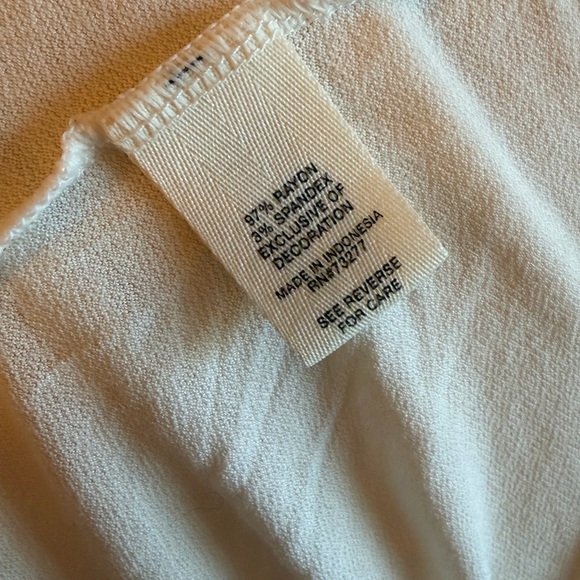 97% RAYON
3% SPANDEX
EXCLUSIVE OF
DECORATION
MADE IN INDONESIA
RN#73277
SEE REVERSE
FOR CARE